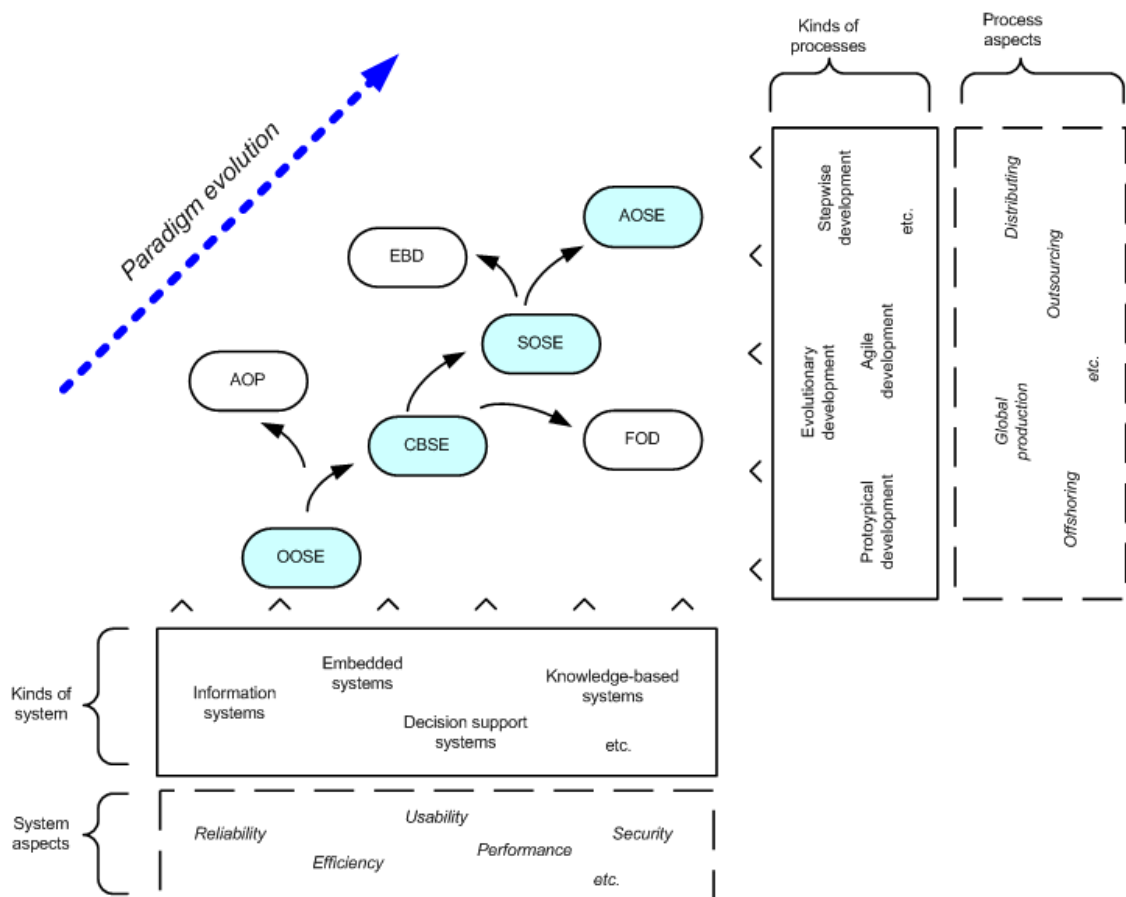 Kinds of
processes
Process
aspects
Paradigm evolution
AOSE
EBD
SOSE
AOP
CBSE
FOD
OOSE
Stepwise
development
etc.
Evolutionary
development
Agile
development
Protoypical
development
Distributing
Outsourcing
etc.
Global
production
Offshoring
Kinds of
system
Information
systems
Embedded
systems
Decision support
systems
Knowledge-based
systems
etc.
System
aspects
Reliability
Usability
Security
Efficiency
Performance
etc.